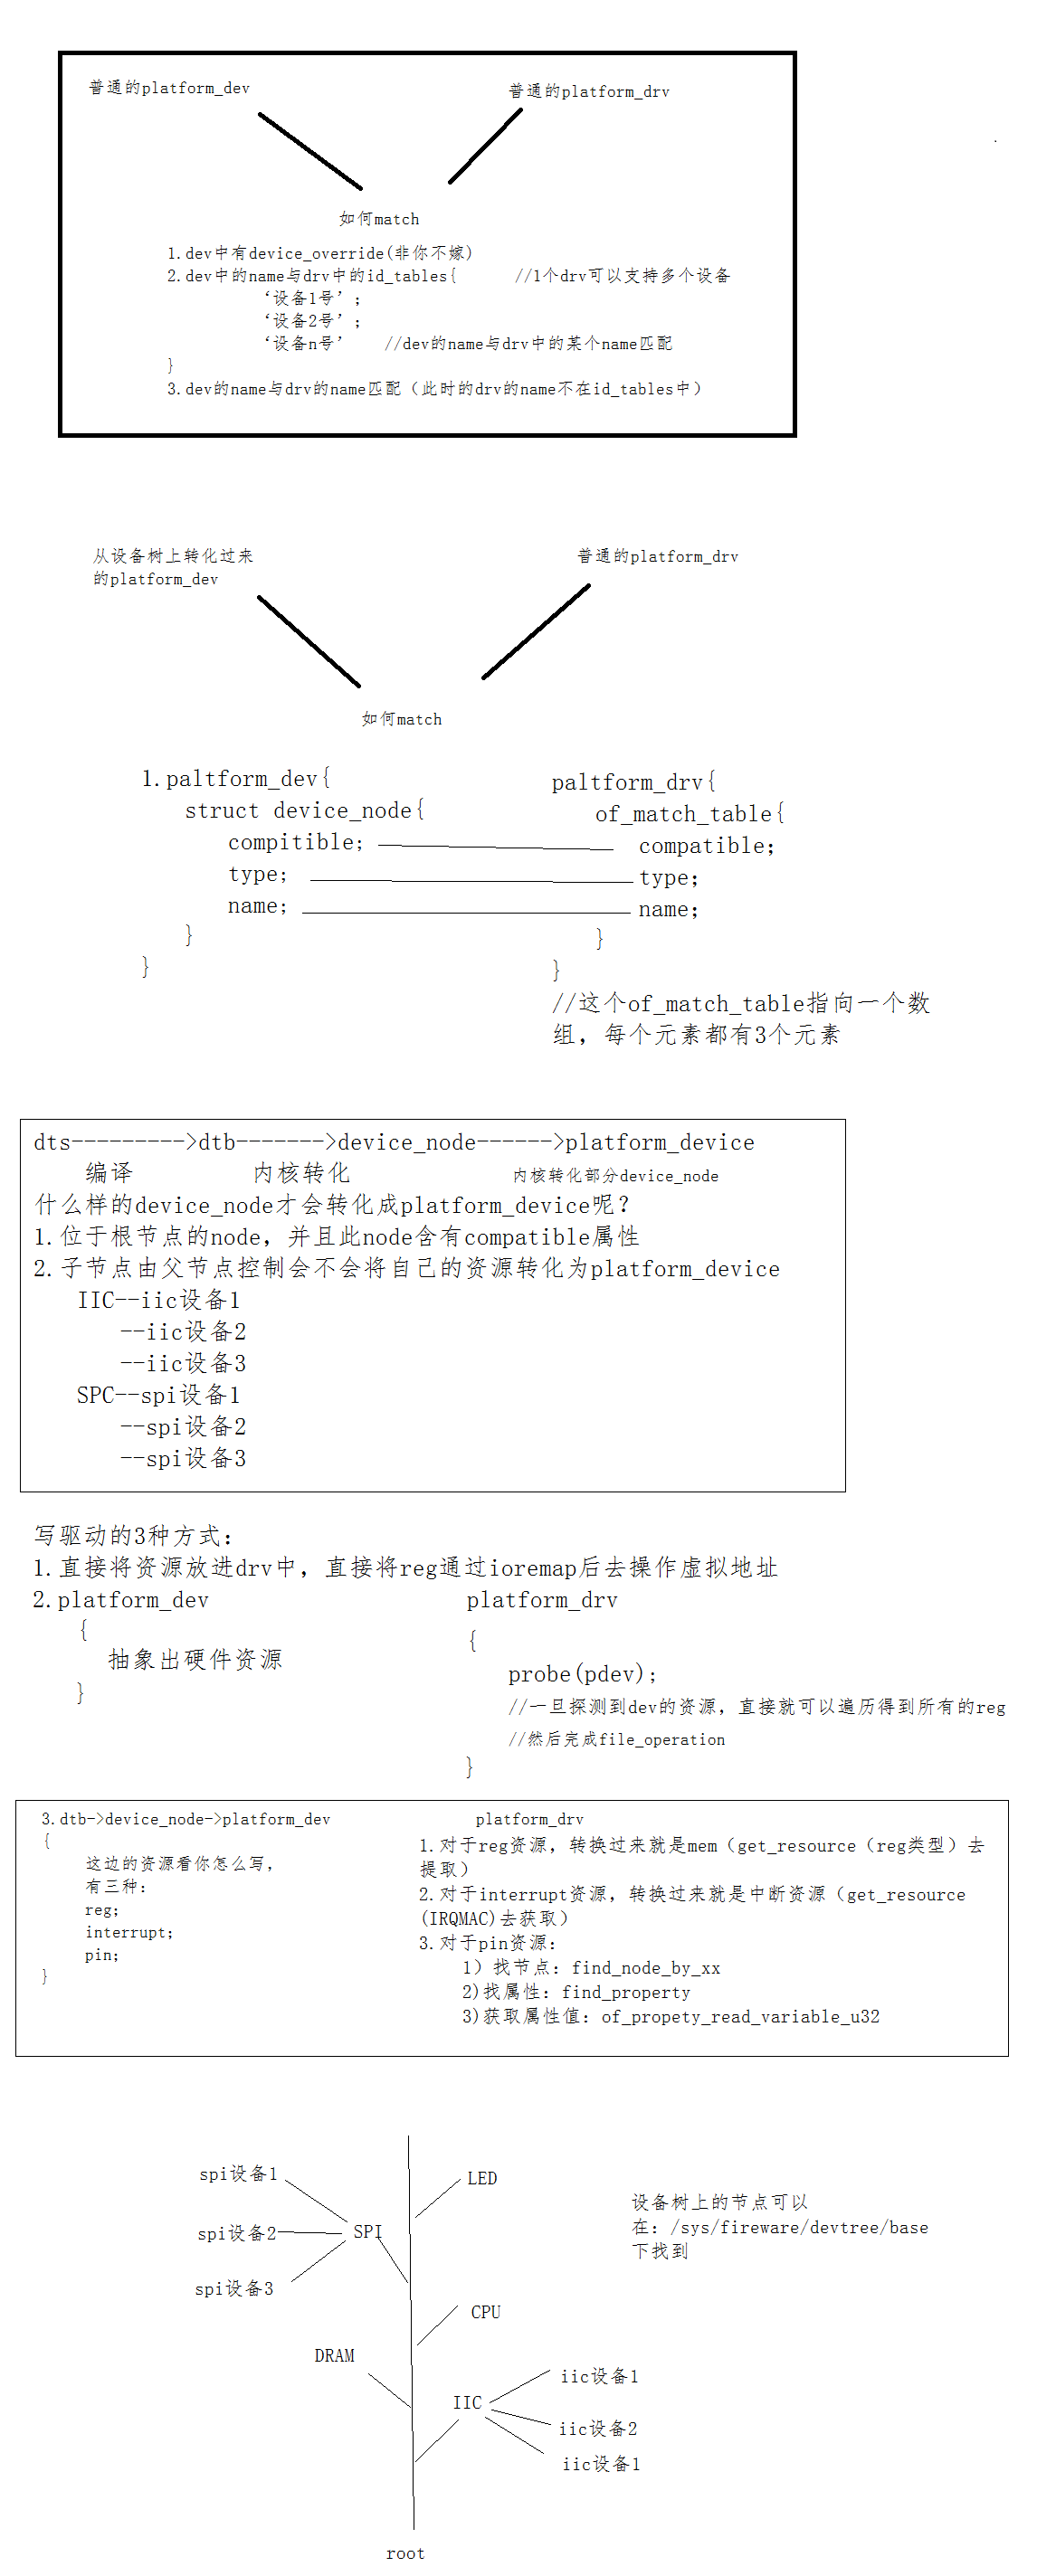 普通的platform_dev
普通的platform_drv
如何match
1.dev中有device_override(非你不嫁)
2.dev中的name与drv中的id_tables{ //1个drv可以支持多个设备
‘设备1号’;
‘设备2号’;
‘设备n号’ //dev的name与drv中的某个name匹配
}
3.dev的name与drv的name匹配（此时的drv的name不在id_tables中）
从设备树上转化过来
的platform_dev
普通的platform_drv
如何match
1.paltform_dev{
struct device_node{
compitible;
type;
name;
}
}
paltform_drv{
of_match_table{
compatible;
type;
name;
}
}
//这个of_match_table指向一个数
组，每个元素都有3个元素
dts--------->dtb------->device_node------>platform_device
编译 内核转化 内核转化部分device_node
什么样的device_node才会转化成platform_device呢？
1.位于根节点的node，并且此node含有compatible属性
2.子节点由父节点控制会不会将自己的资源转化为platform_device
IIC--iic设备1
--iic设备2
--iic设备3
SPC--spi设备1
--spi设备2
--spi设备3
写驱动的3种方式：
1.直接将资源放进drv中，直接将reg通过ioremap后去操作虚拟地址
2.platform_dev
{
抽象出硬件资源
}
platform_drv
{
probe(pdev);
//一旦探测到dev的资源，直接就可以遍历得到所有的reg
//然后完成file_operation
}
3.dtb->device_node->platform_dev
{
这边的资源看你怎么写，
有三种：
reg;
interrupt;
pin;
}
platform_drv
1.对于reg资源，转换过来就是mem（get_resource（reg类型）去
提取）
2.对于interrupt资源，转换过来就是中断资源（get_resource
(IRQMAC)去获取）
3.对于pin资源：
1）找节点：find_node_by_xx
2)找属性：find_property
3)获取属性值：of_propety_read_variable_u32
spi设备1
LED
设备树上的节点可以
在：/sys/fireware/devtree/base
下找到
spi设备2
SPI
spi设备3
CPU
DRAM
iic设备1
IIC
iic设备2
iic设备1
root